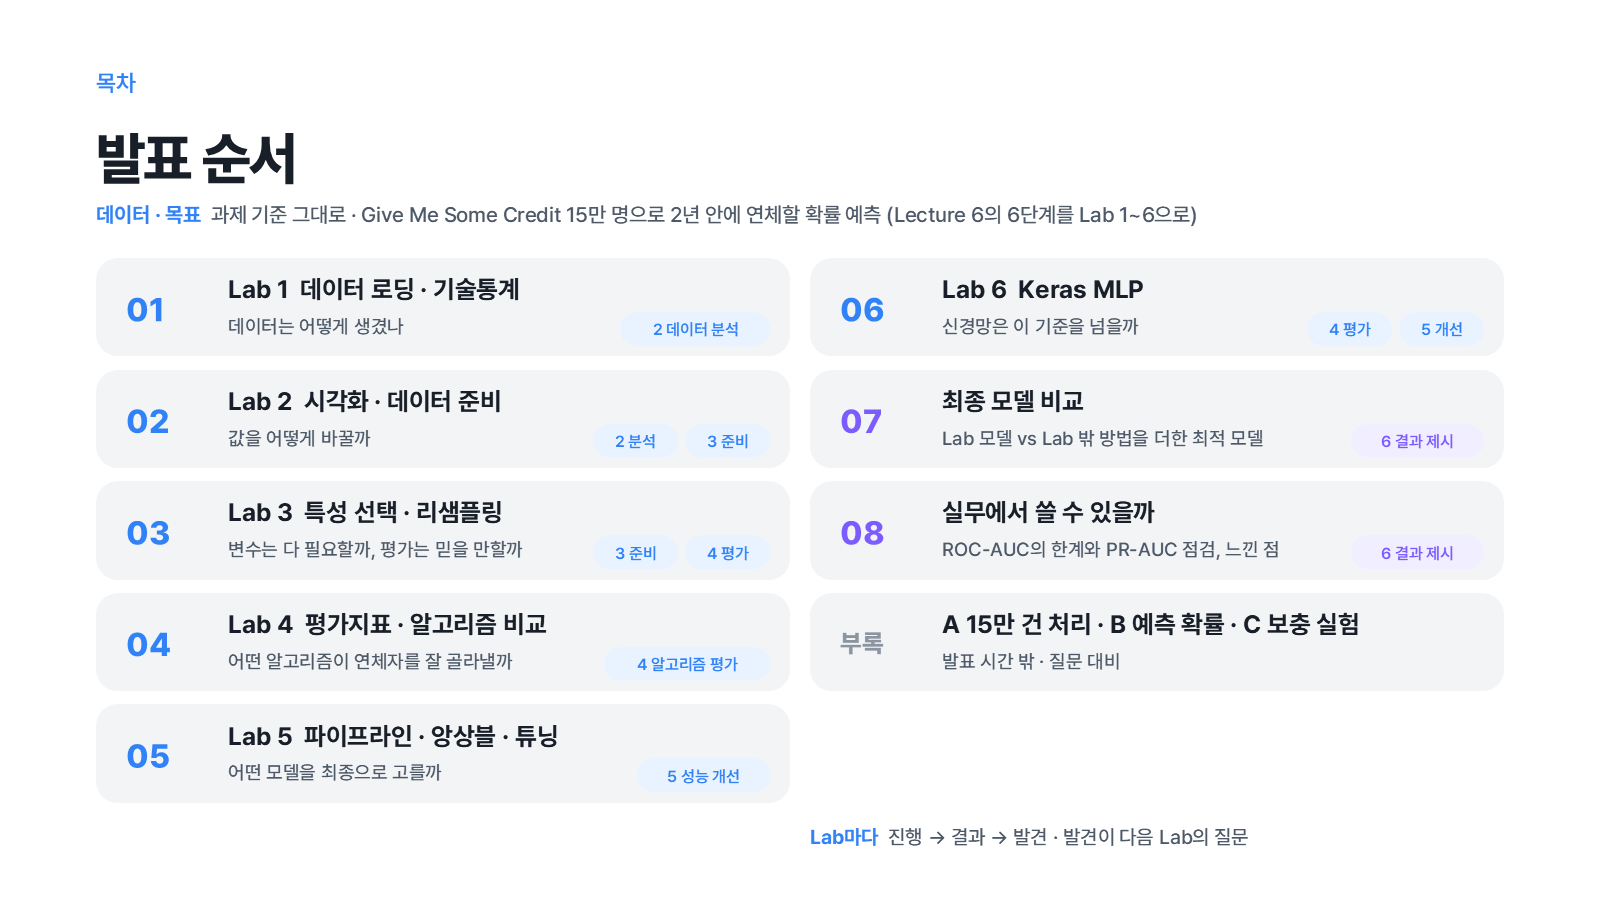 목차
발표 순서
데이터 · 목표 과제 기준 그대로 · Give Me Some Credit 15만 명으로 2년 안에 연체할 확률 예측 (Lecture 6의 6단계를 Lab 1~6으로)
01
Lab 1 데이터 로딩 · 기술통계
데이터는 어떻게 생겼나
2 데이터 분석
02
Lab 2 시각화 · 데이터 준비
값을 어떻게 바꿀까
2 분석
3 준비
03
Lab 3 특성 선택 · 리샘플링
변수는 다 필요할까, 평가는 믿을 만할까
3 준비
4 평가
04
Lab 4 평가지표 · 알고리즘 비교
어떤 알고리즘이 연체자를 잘 골라낼까
4 알고리즘 평가
05
Lab 5 파이프라인 · 앙상블 · 튜닝
어떤 모델을 최종으로 고를까
5 성능 개선
06
Lab 6 Keras MLP
신경망은 이 기준을 넘을까
4 평가
5 개선
07
최종 모델 비교
Lab 모델 vs Lab 밖 방법을 더한 최적 모델
6 결과 제시
08
실무에서 쓸 수 있을까
ROC-AUC의 한계와 PR-AUC 점검, 느낀 점
6 결과 제시
부록
A 15만 건 처리 · B 예측 확률 · C 보충 실험
발표 시간 밖 · 질문 대비
Lab마다 진행 → 결과 → 발견 · 발견이 다음 Lab의 질문